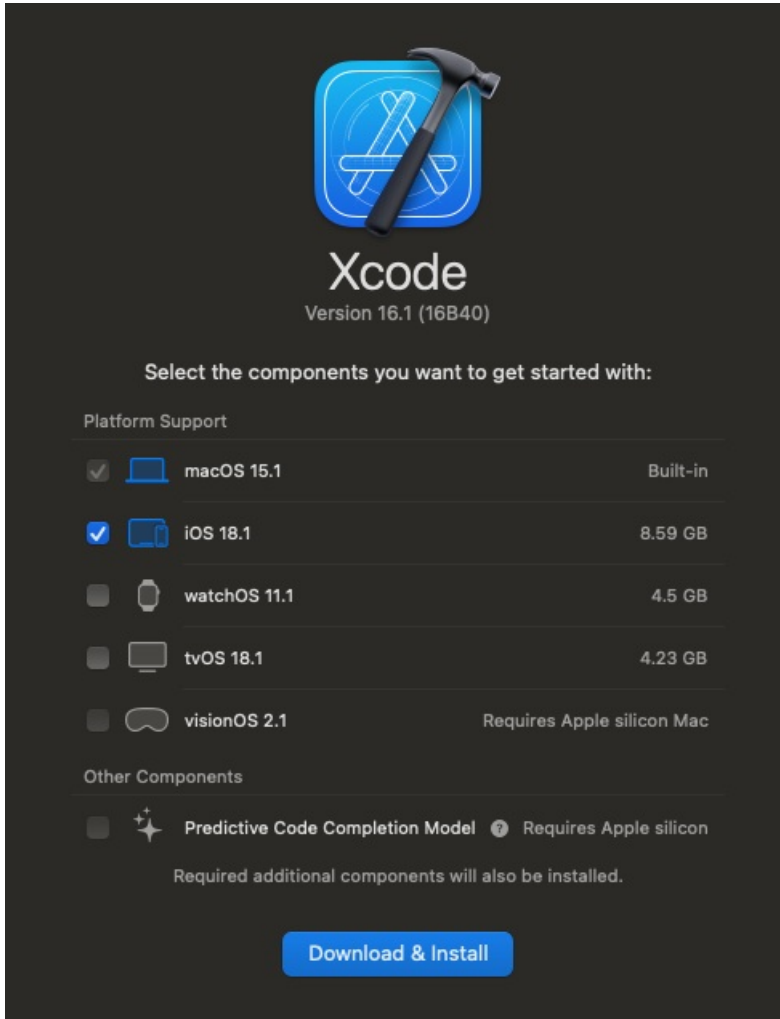 Xcode
Version 16.1 (16B40)
Select the components you want to get started with:
Platform Support
macOS 15.1 Built-in
iOS 18.1 8.59 GB
watchOS 11.1 4.5 GB
tvOS 18.1 4.23 GB
visionOS 2.1 Requires Apple silicon Mac
Other Components
Predictive Code Completion Model ? Requires Apple silicon
Required additional components will also be installed.
Download & Install